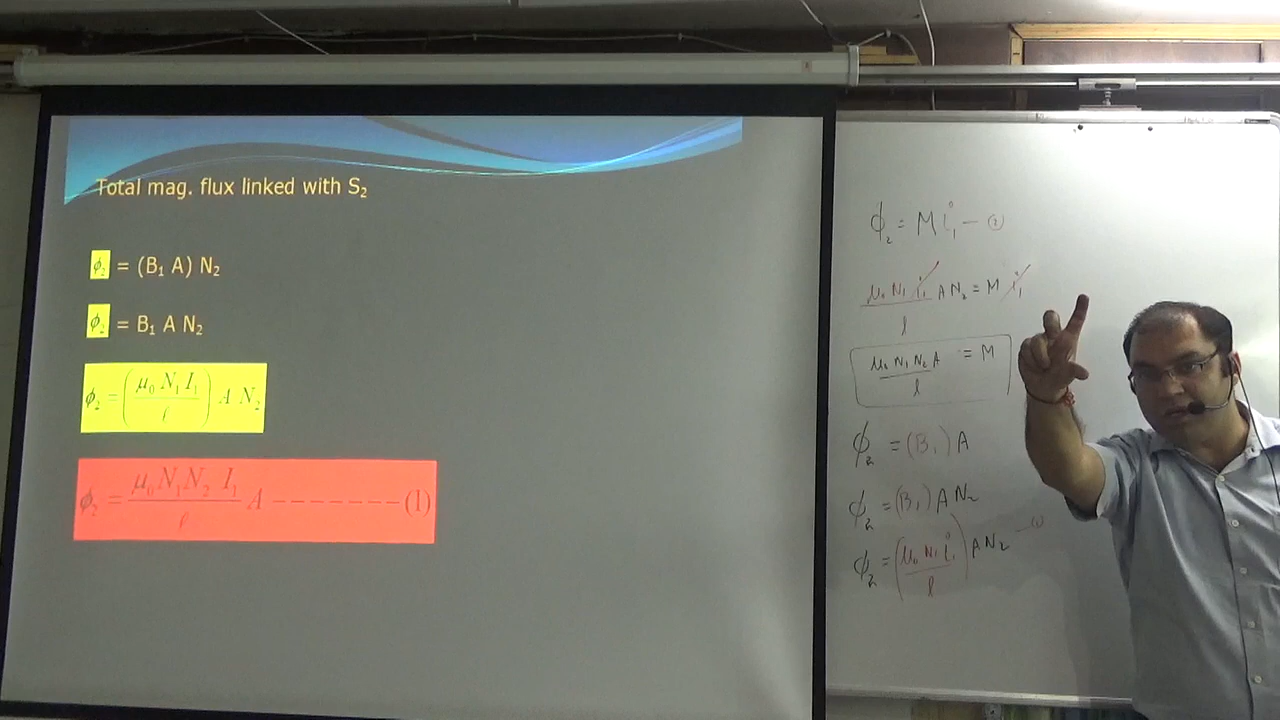 Total mag. flux linked with S₂
ϕ₂ = (B₁ A) N₂
ϕ₂ = B₁ A N₂
ϕ₂ = (μ₀ N₁ I₁ / ℓ) A N₂
ϕ₂ = μ₀ N₁ N₂ I₁ / ℓ A -------- (1)
ϕ₂ = M i₁ — ②
μ₀ N₁ i₁ / l A N₂ = M i₁
μ₀ N₁ N₂ A / l = M
ϕ₂ = (B₁) A
ϕ₂ = (B₁) A N₂
ϕ₂ = (μ₀ N₁ i₁ / l) A N₂ — ①